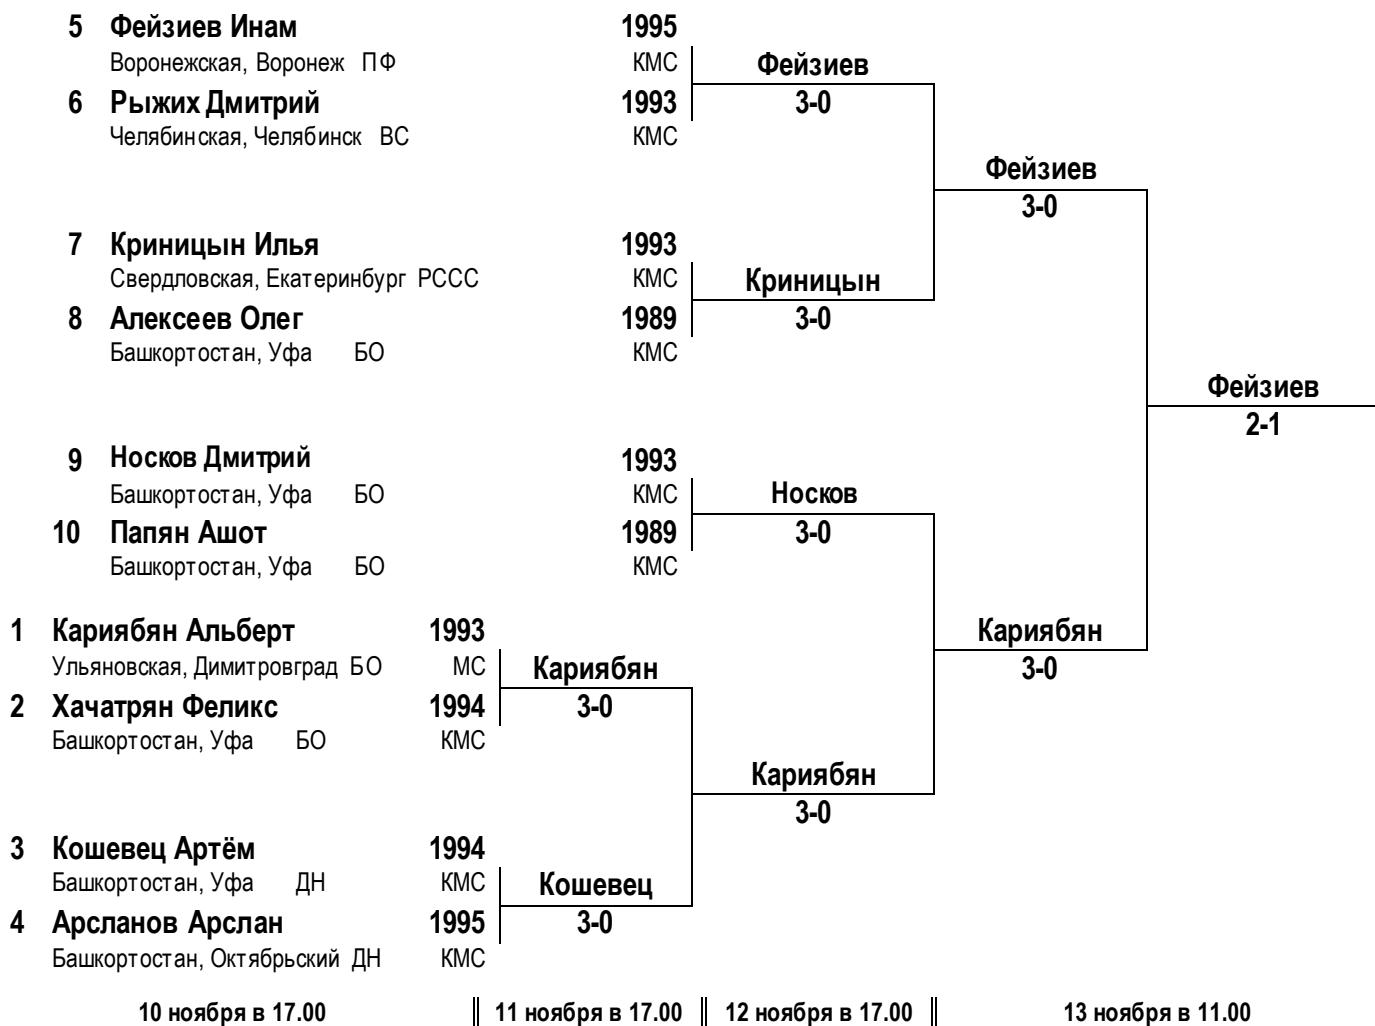 5 Фейзиев Инам 1995
Воронежская, Воронеж ПФ КМС
Фейзиев
6 Рыжих Дмитрий 1993
3-0
Челябинская, Челябинск ВС КМС
Фейзиев
3-0
7 Криницын Илья 1993
Свердловская, Екатеринбург РССС КМС
Криницын
8 Алексеев Олег 1989
3-0
Башкортостан, Уфа БО КМС
Фейзиев
2-1
9 Носков Дмитрий 1993
Башкортостан, Уфа БО КМС
Носков
10 Папян Ашот 1989
3-0
Башкортостан, Уфа БО КМС
1 Кариябян Альберт 1993
Кариябян
3-0
Ульяновская, Димитровград БО МС
Кариябян
2 Хачатрян Феликс 1994
3-0
Башкортостан, Уфа БО КМС
Кариябян
3-0
3 Кошевец Артём 1994
Башкортостан, Уфа ДН КМС
Кошевец
4 Арсланов Арслан 1995
3-0
Башкортостан, Октябрьский ДН КМС
10 ноября в 17.00 11 ноября в 17.00 12 ноября в 17.00 13 ноября в 11.00